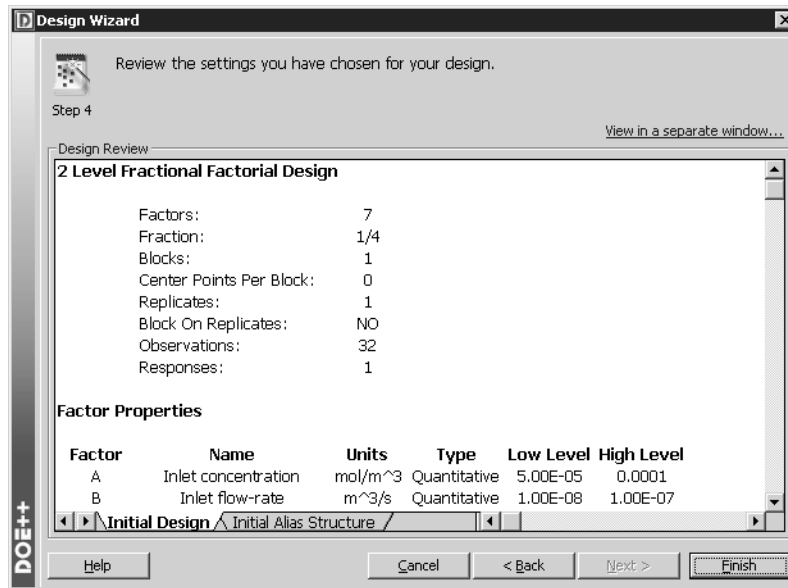 Design Wizard
Review the settings you have chosen for your design.
Step 4
View in a separate window...
Design Review
2 Level Fractional Factorial Design
Factors: 7
Fraction: 1/4
Blocks: 1
Center Points Per Block: 0
Replicates: 1
Block On Replicates: NO
Observations: 32
Responses: 1
Factor Properties
Factor Name Units Type Low Level High Level
A Inlet concentration mol/m^3 Quantitative 5.00E-05 0.0001
B Inlet flow-rate m^3/s Quantitative 1.00E-08 1.00E-07
Initial Design Initial Alias Structure
DOE++
Help Cancel < Back Next > Finish